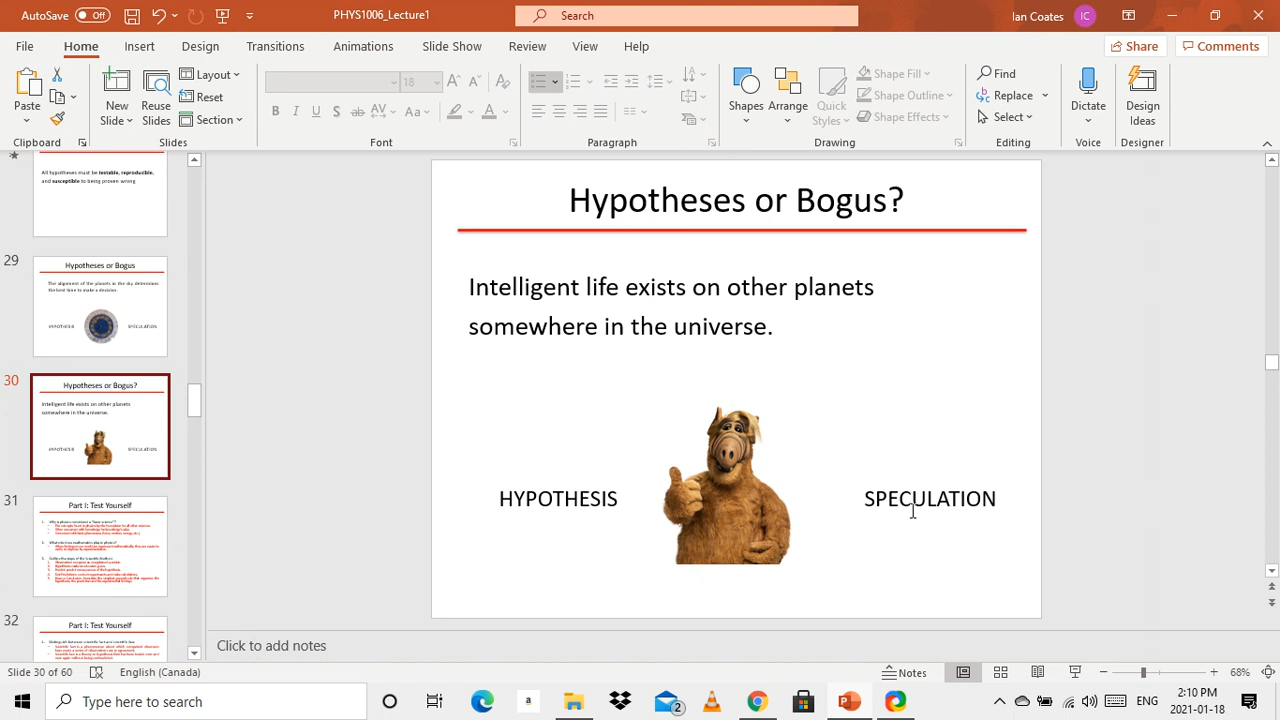 AutoSave Off
PHYS1006_Lecture
Search
Ian Coates
IC
File Home Insert Design Transitions Animations Slide Show Review View Help
Share Comments
Paste
Clipboard
New Slide
Reuse Slides
Layout
Reset
Section
Slides
18
Font
Paragraph
Shapes
Arrange
Quick Styles
Shape Fill
Shape Outline
Shape Effects
Drawing
Find
Replace
Select
Editing
Dictate
Voice
Design Ideas
Designer
All hypotheses must be testable, reproducible,
and susceptible to being proven wrong
29
Hypotheses or Bogus
The alignment of the planets in the sky determines
the best time to make a decision.
HYPOTHESIS SPECULATION
30
Hypotheses or Bogus?
Intelligent life exists on other planets
somewhere in the universe.
HYPOTHESIS SPECULATION
31
Part I: Test Yourself
32
Part I: Test Yourself
Hypotheses or Bogus?
Intelligent life exists on other planets
somewhere in the universe.
HYPOTHESIS SPECULATION
Click to add notes
Slide 30 of 60 English (Canada) Notes 68%
Type here to search
2
ENG
2:10 PM
2021-01-18